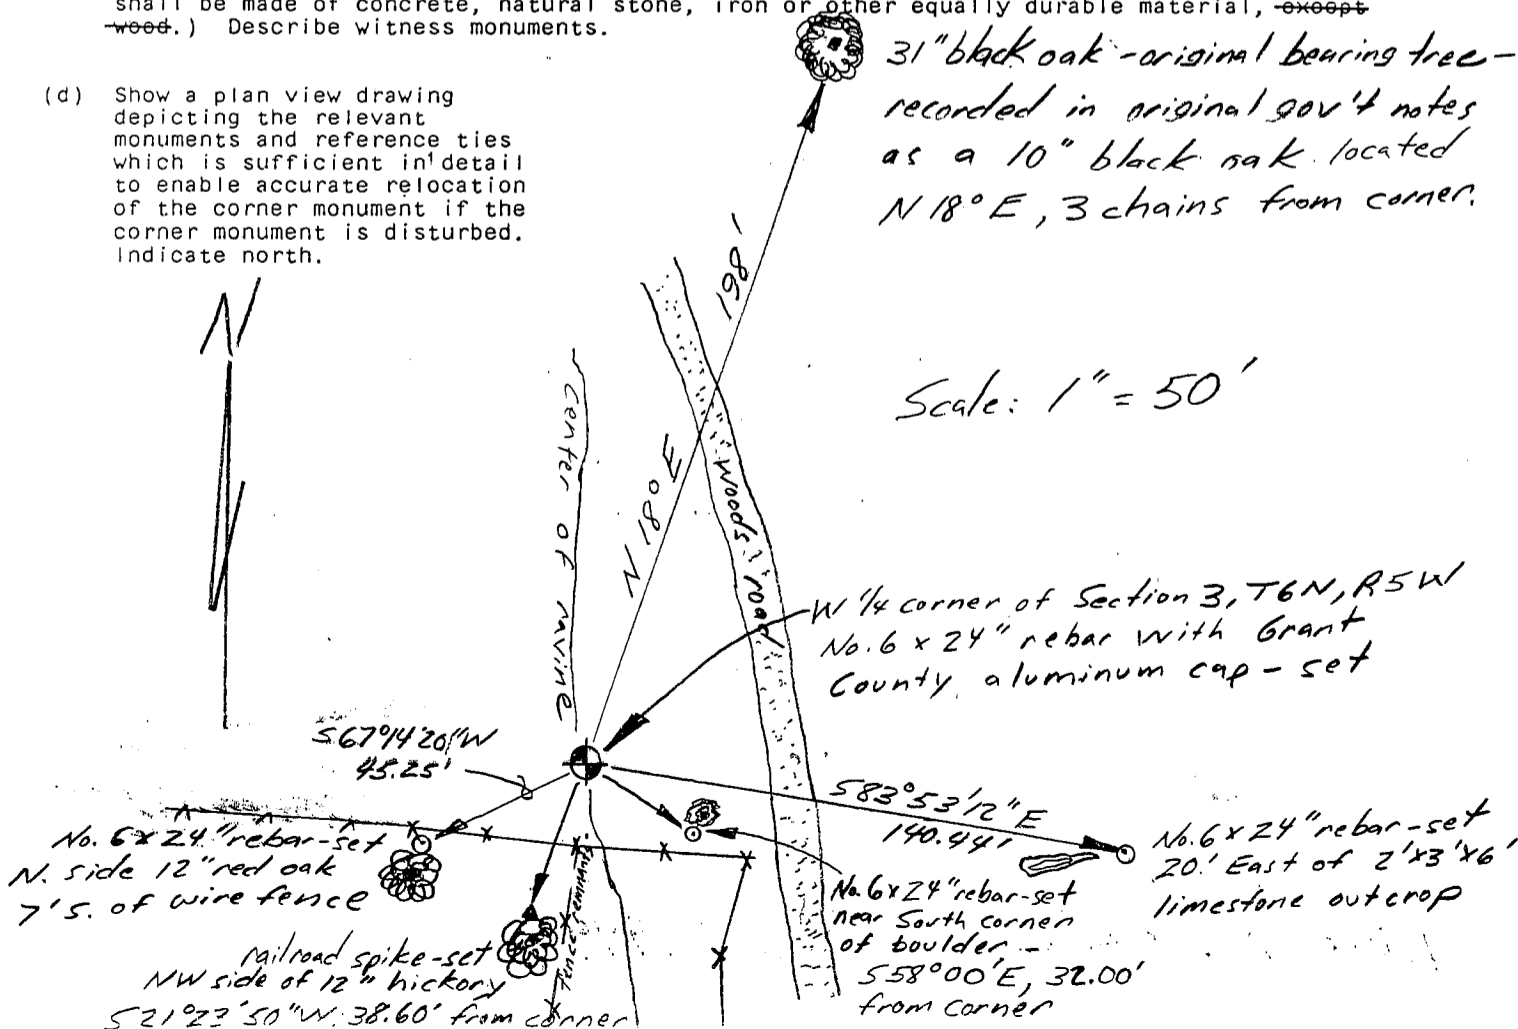 shall be made of concrete, natural stone, iron or other equally durable material, except
wood.) Describe witness monuments.
31" black oak - original bearing tree -
recorded in original gov't notes
as a 10" black oak located
N 18° E, 3 chains from corner.
(d) Show a plan view drawing
depicting the relevant
monuments and reference ties
which is sufficient in detail
to enable accurate relocation
of the corner monument if the
corner monument is disturbed.
Indicate north.
N
198'
N 18° E
Scale: 1" = 50'
Center of ravine
woods road
W 1/4 corner of Section 3, T6N, R5W
No. 6 x 24" rebar with Grant
County aluminum cap - set
S67°14'20"W
45.25'
S83°53'12"E
140.44'
No. 6 x 24" rebar - set
N. side 12" red oak
7' S. of wire fence
No. 6 x 24" rebar - set
20' East of 2'x3'x6'
limestone outcrop
No. 6 x 24" rebar - set
near South corner
of boulder -
S58°00'E, 32.00'
from corner
fence remnants
railroad spike - set
NW side of 12" hickory
S21°23'50"W, 38.60' from corner